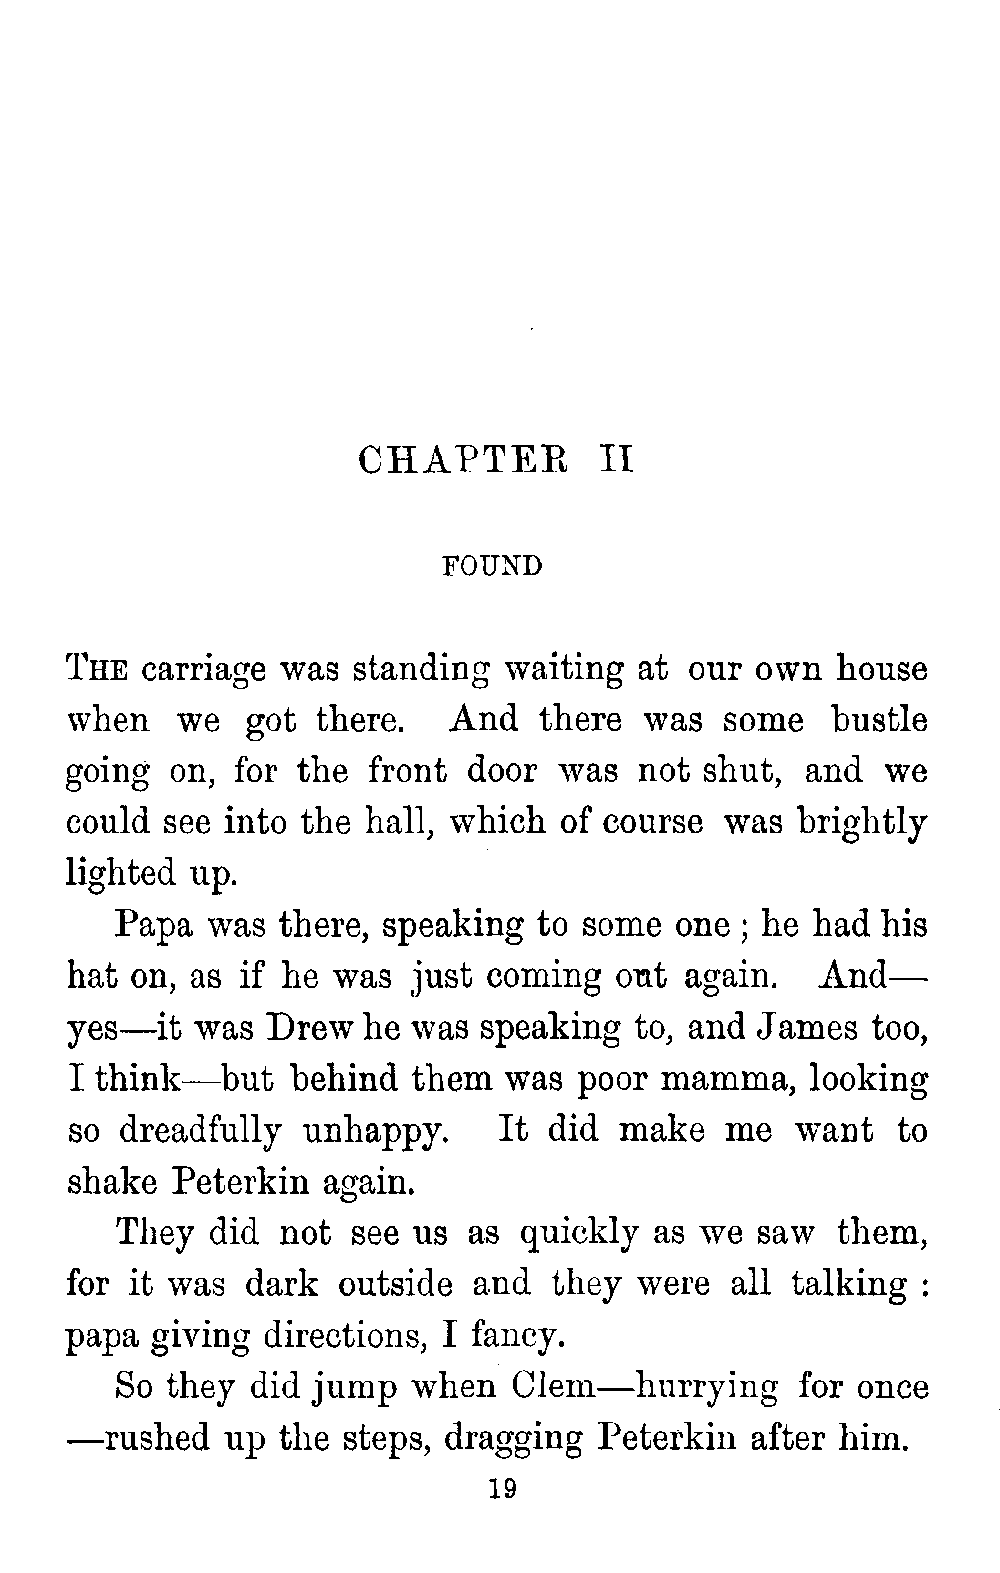 CHAPTER II
FOUND
THE carriage was standing waiting at our own house
when we got there. And there was some bustle
going on, for the front door was not shut, and we
could see into the hall, which of course was brightly
lighted up.
Papa was there, speaking to some one ; he had his
hat on, as if he was just coming out again. And—
yes—it was Drew he was speaking to, and James too,
I think—but behind them was poor mamma, looking
so dreadfully unhappy. It did make me want to
shake Peterkin again.
They did not see us as quickly as we saw them,
for it was dark outside and they were all talking :
papa giving directions, I fancy.
So they did jump when Clem—hurrying for once
—rushed up the steps, dragging Peterkin after him.
19